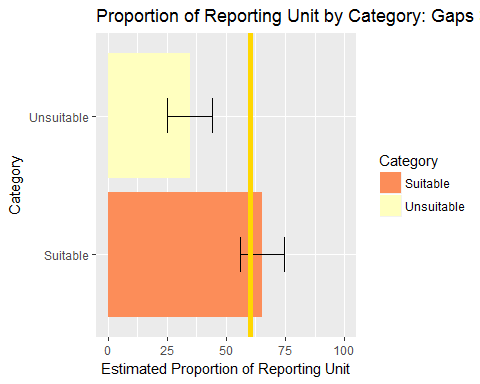 Proportion of Reporting Unit by Category: Gaps
Category
Unsuitable
Suitable
0 25 50 75 100
Estimated Proportion of Reporting Unit
Category
Suitable
Unsuitable